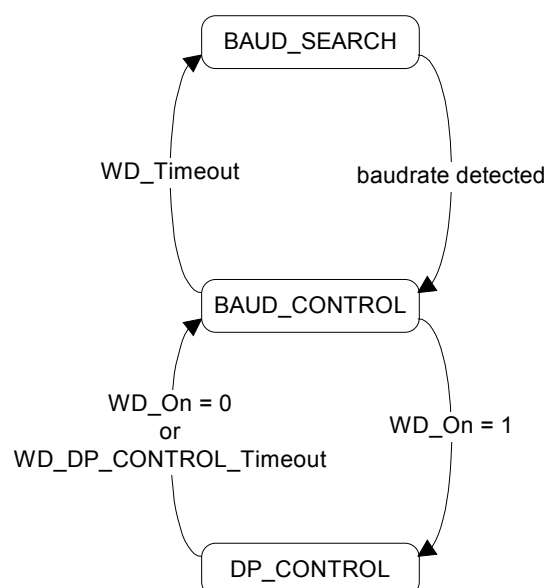 BAUD_SEARCH
WD_Timeout
baudrate detected
BAUD_CONTROL
WD_On = 0
or
WD_DP_CONTROL_Timeout
WD_On = 1
DP_CONTROL